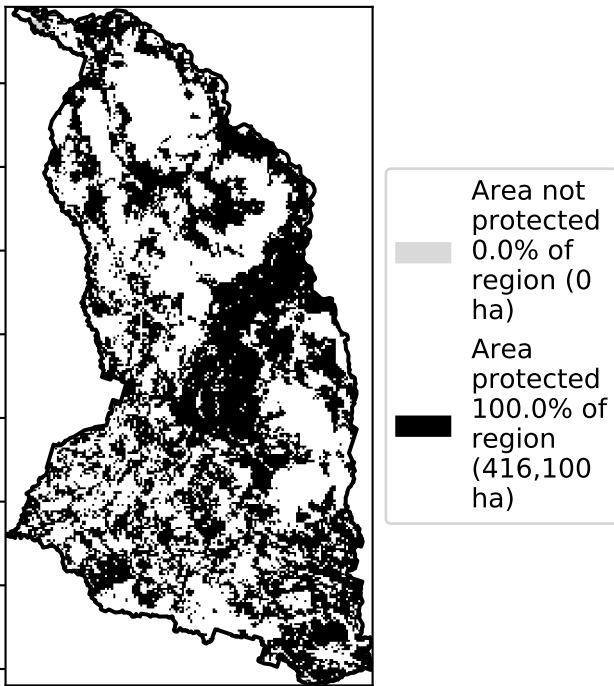 Area not
protected
0.0% of
region (0
ha)
Area
protected
100.0% of
region
(416,100
ha)